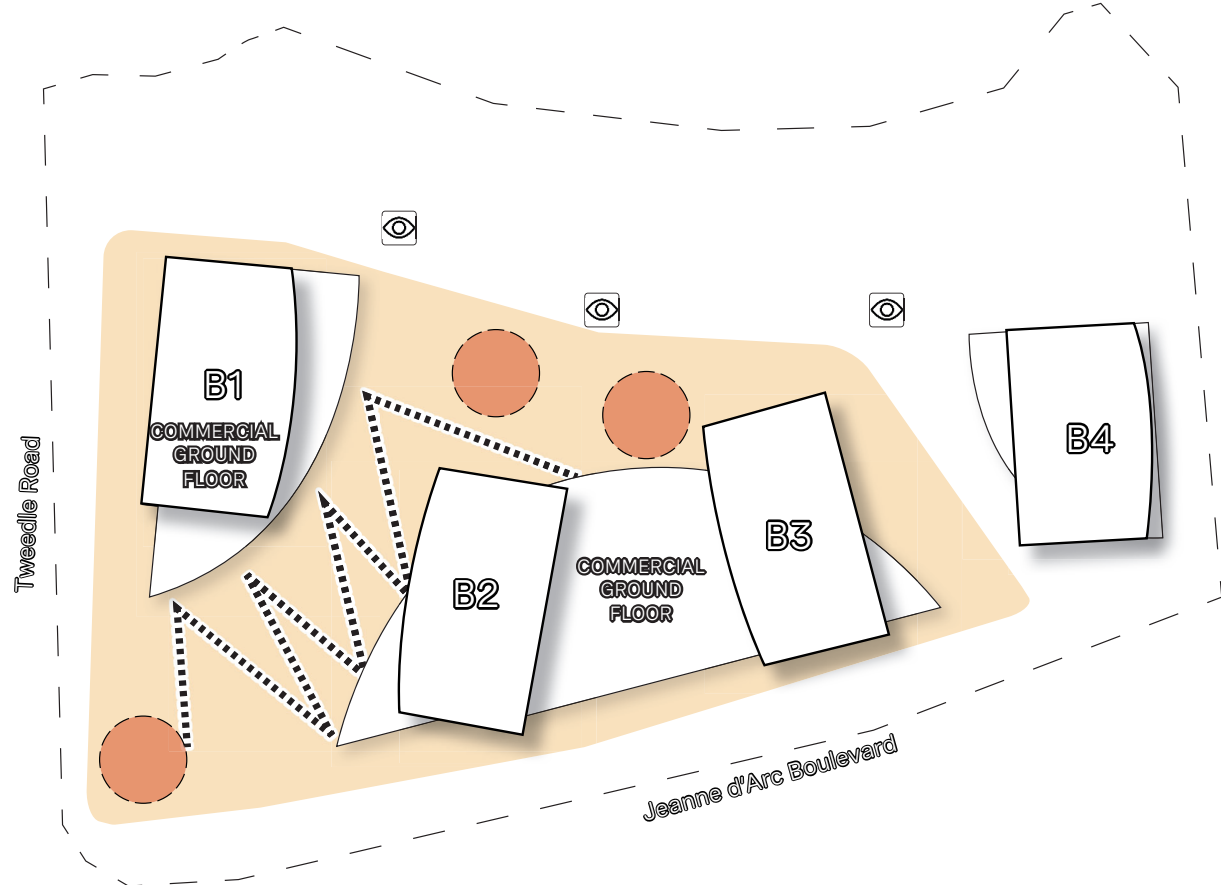 B1
COMMERCIAL
GROUND
FLOOR
B4
B3
B2
COMMERCIAL
GROUND
FLOOR
Tweedle Road
Jeanne d'Arc Boulevard